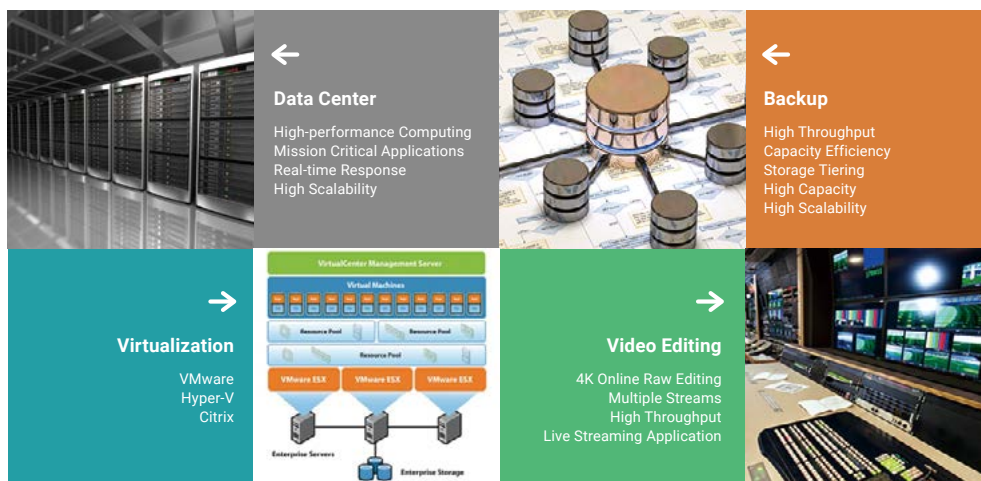 Data Center
High-performance Computing
Mission Critical Applications
Real-time Response
High Scalability
Backup
High Throughput
Capacity Efficiency
Storage Tiering
High Capacity
High Scalability
Virtualization
VMware
Hyper-V
Citrix
VirtualCenter Management Server
Virtual Machines
Resource Pool
Resource Pool
Resource Pool
VMware ESX
VMware ESX
VMware ESX
Enterprise Servers
Enterprise Storage
Video Editing
4K Online Raw Editing
Multiple Streams
High Throughput
Live Streaming Application